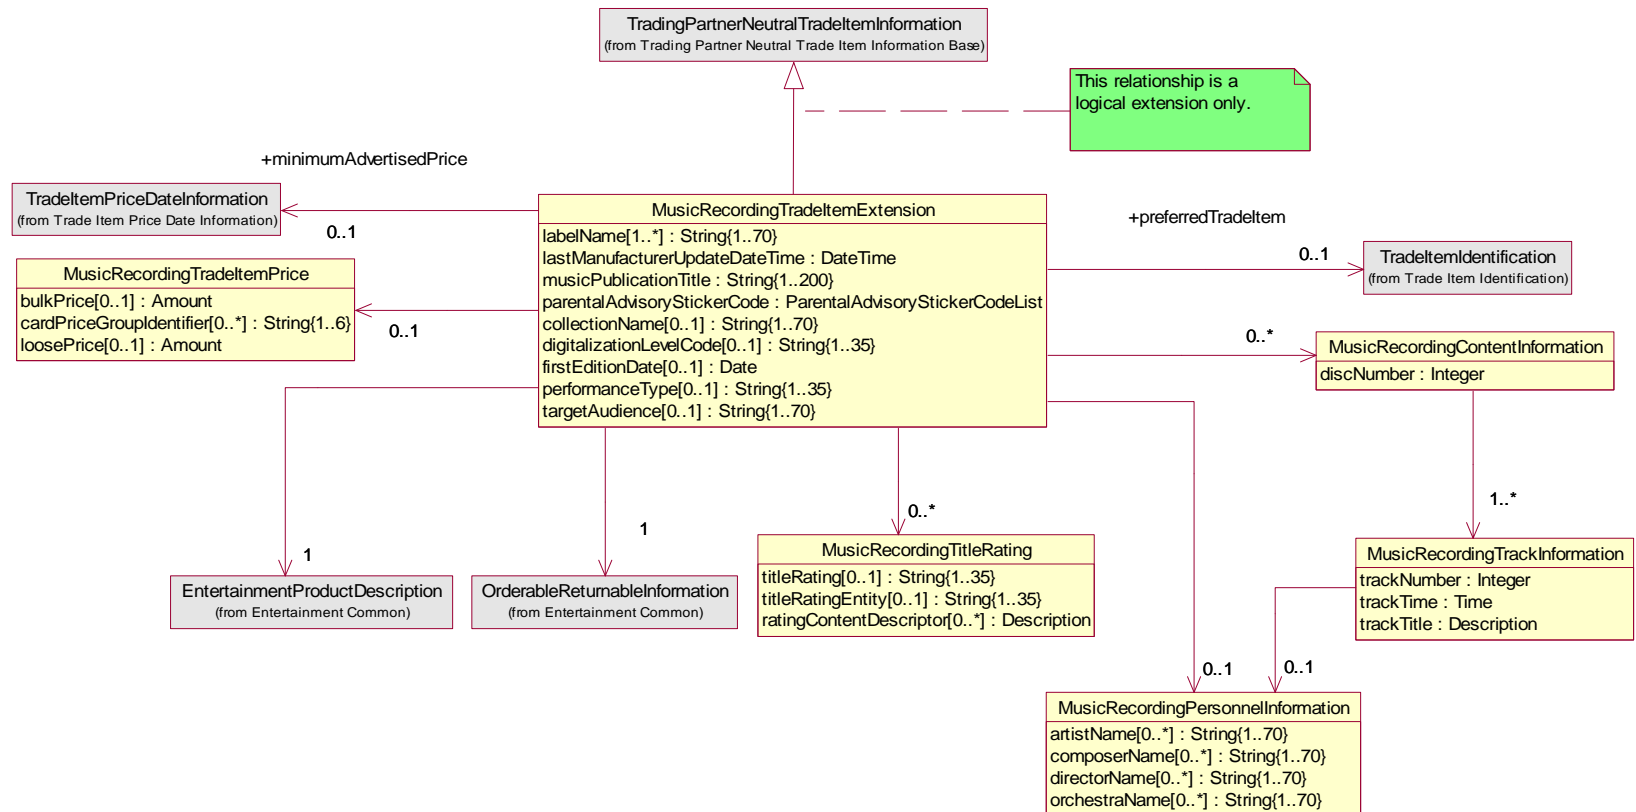 TradingPartnerNeutralTradeItemInformation
(from Trading Partner Neutral Trade Item Information Base)
This relationship is a
logical extension only.
+minimumAdvertisedPrice
TradeItemPriceDateInformation
(from Trade Item Price Date Information)
0..1
MusicRecordingTradeItemExtension
labelName[1..*] : String{1..70}
lastManufacturerUpdateDateTime : DateTime
musicPublicationTitle : String{1..200}
parentalAdvisoryStickerCode : ParentalAdvisoryStickerCodeList
collectionName[0..1] : String{1..70}
digitalizationLevelCode[0..1] : String{1..35}
firstEditionDate[0..1] : Date
performanceType[0..1] : String{1..35}
targetAudience[0..1] : String{1..70}
+preferredTradeItem
0..1
TradeItemIdentification
(from Trade Item Identification)
MusicRecordingTradeItemPrice
bulkPrice[0..1] : Amount
cardPriceGroupIdentifier[0..*] : String{1..6}
loosePrice[0..1] : Amount
0..1
0..*
MusicRecordingContentInformation
discNumber : Integer
1
EntertainmentProductDescription
(from Entertainment Common)
1
OrderableReturnableInformation
(from Entertainment Common)
0..*
MusicRecordingTitleRating
titleRating[0..1] : String{1..35}
titleRatingEntity[0..1] : String{1..35}
ratingContentDescriptor[0..*] : Description
1..*
MusicRecordingTrackInformation
trackNumber : Integer
trackTime : Time
trackTitle : Description
0..1
0..1
MusicRecordingPersonnelInformation
artistName[0..*] : String{1..70}
composerName[0..*] : String{1..70}
directorName[0..*] : String{1..70}
orchestraName[0..*] : String{1..70}